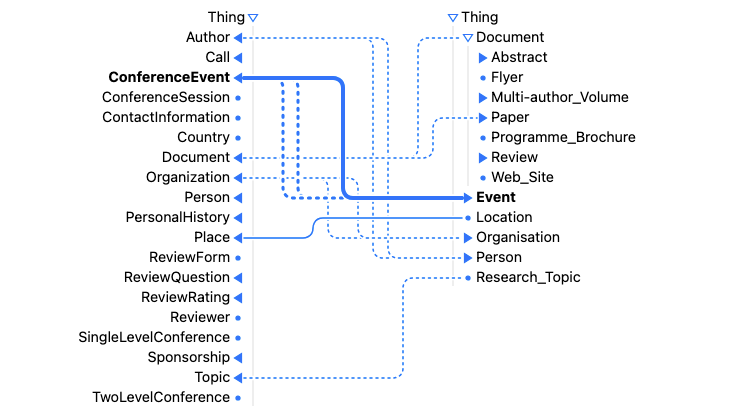 Thing
Author
Call
ConferenceEvent
ConferenceSession
ContactInformation
Country
Document
Organization
Person
PersonalHistory
Place
ReviewForm
ReviewQuestion
ReviewRating
Reviewer
SingleLevelConference
Sponsorship
Topic
TwoLevelConference
Thing
Document
Abstract
Flyer
Multi-author_Volume
Paper
Programme_Brochure
Review
Web_Site
Event
Location
Organisation
Person
Research_Topic